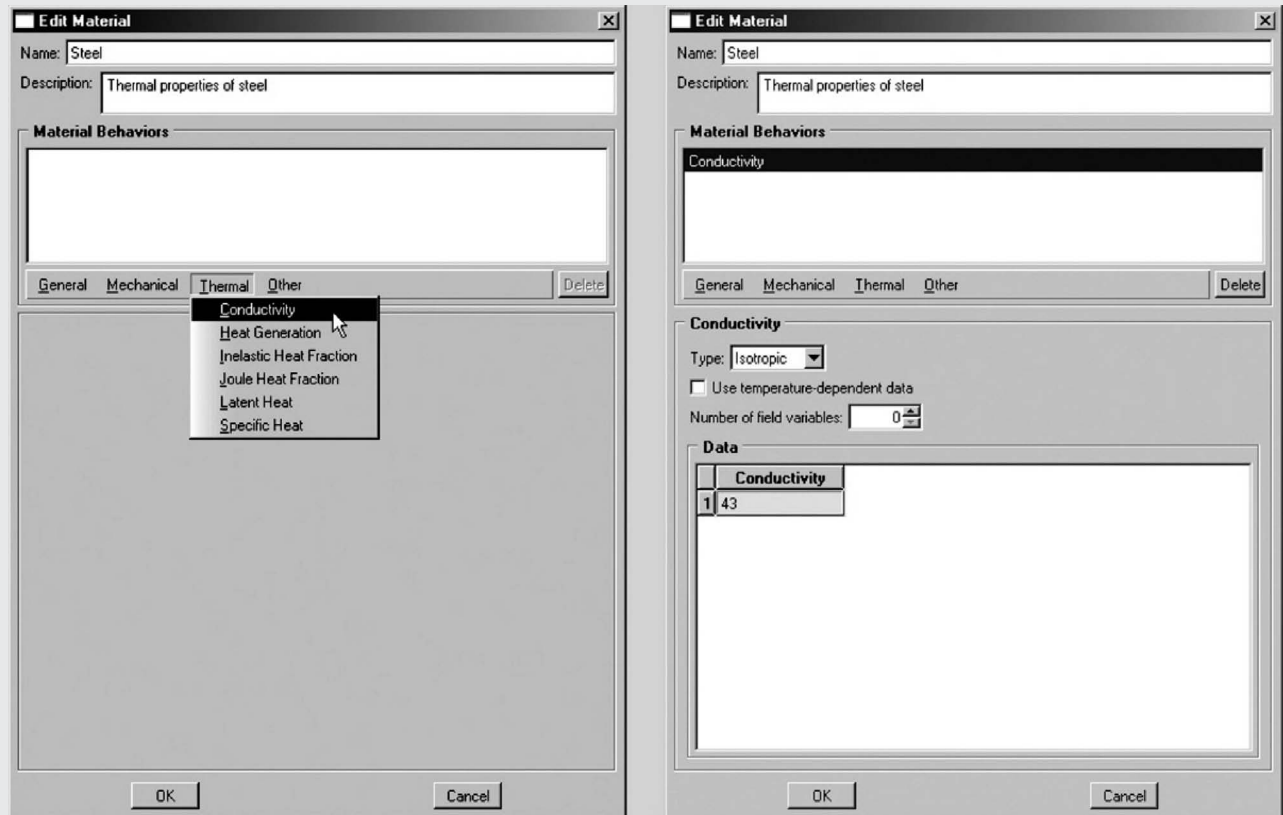 Edit Material
Name: Steel
Description: Thermal properties of steel
Material Behaviors
General Mechanical Thermal Other Delete
Conductivity
Heat Generation
Inelastic Heat Fraction
Joule Heat Fraction
Latent Heat
Specific Heat
OK Cancel
Edit Material
Name: Steel
Description: Thermal properties of steel
Material Behaviors
Conductivity
General Mechanical Thermal Other Delete
Conductivity
Type: Isotropic
Use temperature-dependent data
Number of field variables: 0
Data
Conductivity
1 43
OK Cancel